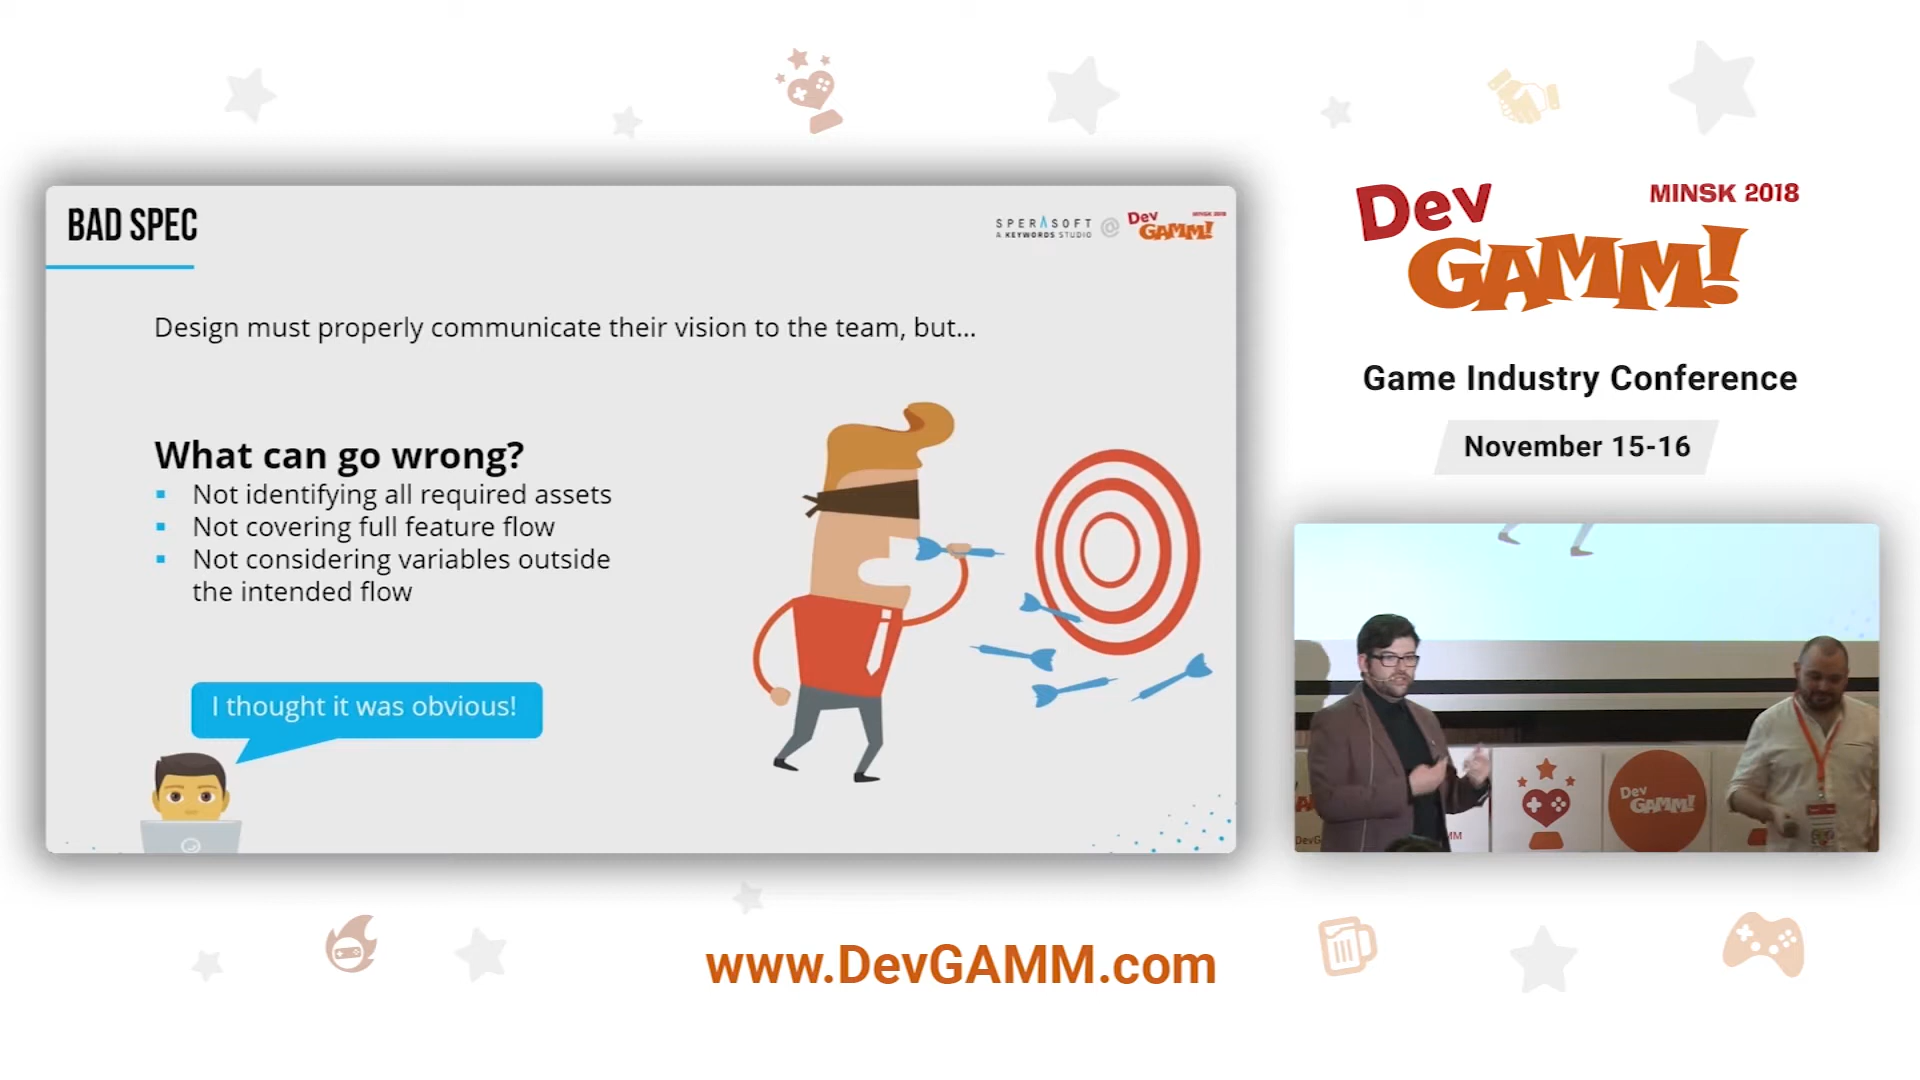 BAD SPEC
SPERASOFT
A KEYWORDS STUDIO
@
Dev
GAMM!
MINSK 2018
Design must properly communicate their vision to the team, but...
What can go wrong?
Not identifying all required assets
Not covering full feature flow
Not considering variables outside
the intended flow
I thought it was obvious!
Dev
GAMM!
MINSK 2018
Game Industry Conference
November 15-16
Dev
GAMM!
www.DevGAMM.com